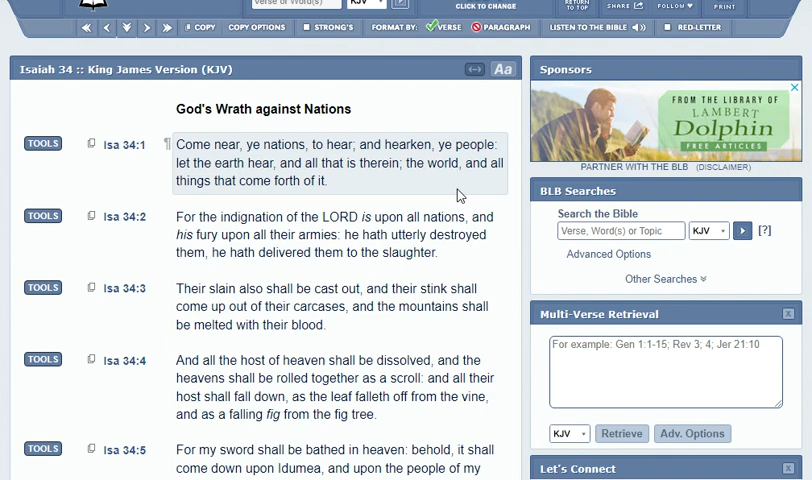 Verse or Word(s)
KJV
CLICK TO CHANGE
RETURN
TO TOP
SHARE
FOLLOW
PRINT
COPY
COPY OPTIONS
STRONG'S
FORMAT BY:
VERSE
PARAGRAPH
LISTEN TO THE BIBLE
RED-LETTER
Isaiah 34 :: King James Version (KJV)
Aa
God's Wrath against Nations
TOOLS
Isa 34:1
¶
Come near, ye nations, to hear; and hearken, ye people:
let the earth hear, and all that is therein; the world, and all
things that come forth of it.
TOOLS
Isa 34:2
For the indignation of the LORD is upon all nations, and
his fury upon all their armies: he hath utterly destroyed
them, he hath delivered them to the slaughter.
TOOLS
Isa 34:3
Their slain also shall be cast out, and their stink shall
come up out of their carcases, and the mountains shall
be melted with their blood.
TOOLS
Isa 34:4
And all the host of heaven shall be dissolved, and the
heavens shall be rolled together as a scroll: and all their
host shall fall down, as the leaf falleth off from the vine,
and as a falling fig from the fig tree.
TOOLS
Isa 34:5
For my sword shall be bathed in heaven: behold, it shall
come down upon Idumea, and upon the people of my
Sponsors
FROM THE LIBRARY OF
LAMBERT
Dolphin
FREE ARTICLES
PARTNER WITH THE BLB (DISCLAIMER)
BLB Searches
Search the Bible
Verse, Word(s) or Topic
KJV
[?]
Advanced Options
Other Searches
Multi-Verse Retrieval
For example: Gen 1:1-15; Rev 3; 4; Jer 21:10
KJV
Retrieve
Adv. Options
Let's Connect